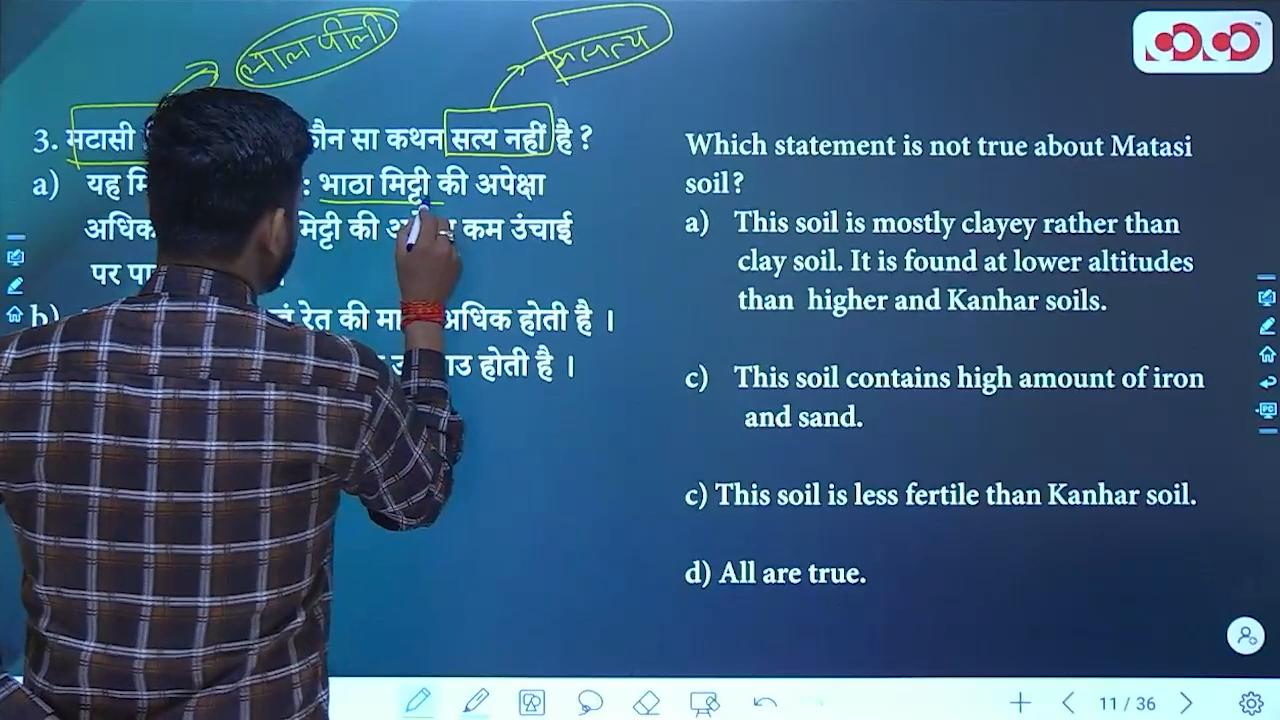 लाल पीली
असत्य
3. मटासी कौन सा कथन सत्य नहीं है ?
a) यह : भाठा मिट्टी की अपेक्षा
अधिक मिट्टी की कम उंचाई
पर
b) रेत की अधिक होती है ।
होती है ।
Which statement is not true about Matasi
soil?
a) This soil is mostly clayey rather than
clay soil. It is found at lower altitudes
than higher and Kanhar soils.
c) This soil contains high amount of iron
and sand.
c) This soil is less fertile than Kanhar soil.
d) All are true.
11 / 36